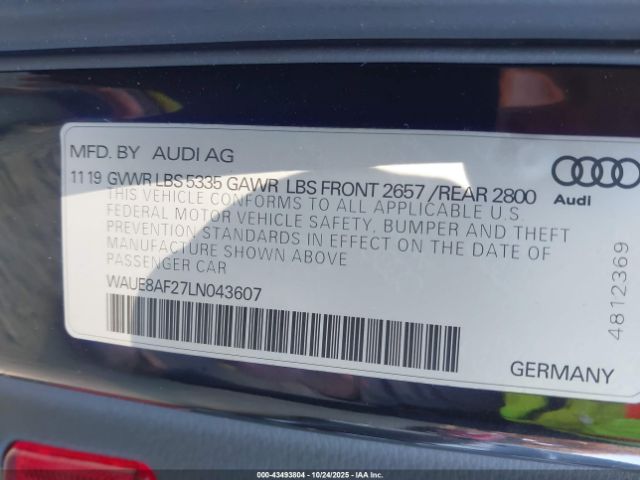 MFD. BY AUDI AG
11 19 GVWR LBS 5335 GAWR LBS FRONT 2657 /REAR 2800
THIS VEHICLE CONFORMS TO ALL APPLICABLE U.S.
FEDERAL MOTOR VEHICLE SAFETY, BUMPER AND THEFT
PREVENTION STANDARDS IN EFFECT ON THE DATE OF
MANUFACTURE SHOWN ABOVE
PASSENGER CAR
WAUE8AF27LN043607
Audi
4812369
GERMANY
000-43493804 - 10/24/2025 - IAA